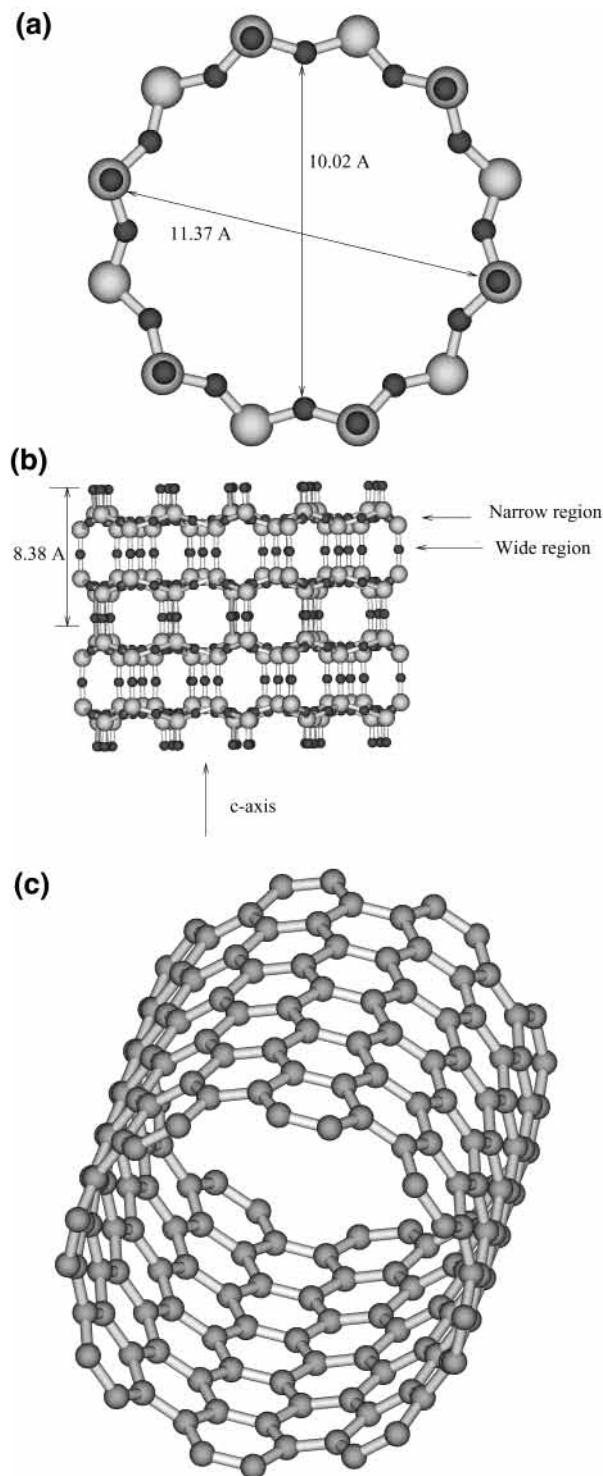 (a)
10.02 A
11.37 A
(b)
8.38 A
Narrow region
Wide region
c-axis
(c)